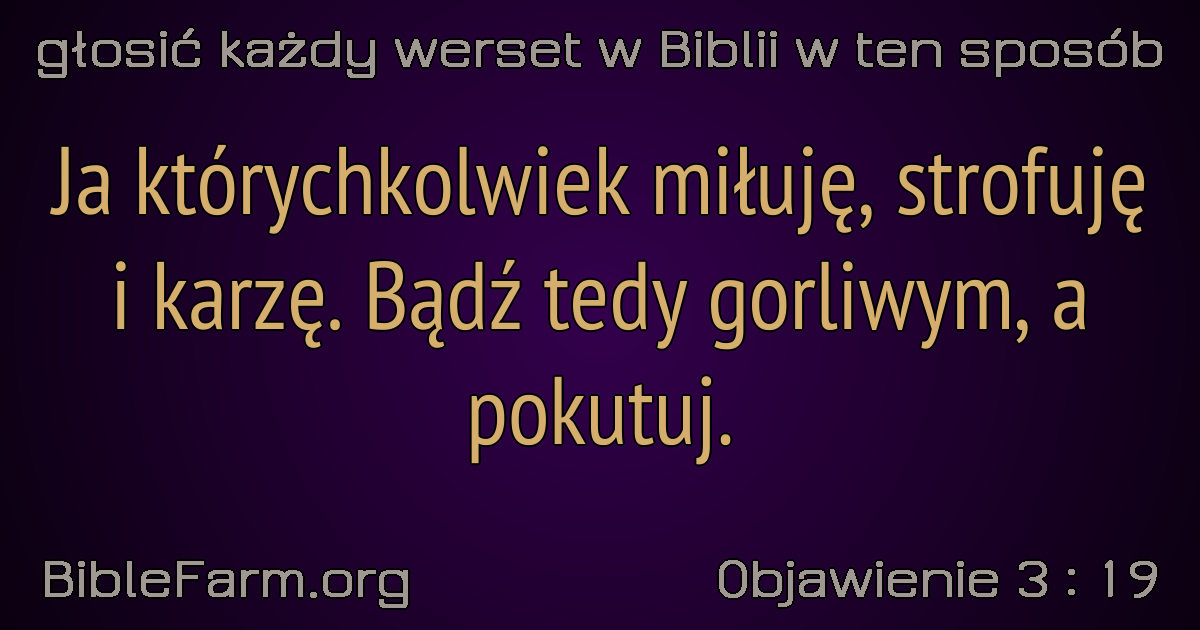 głosić każdy werset w Biblii w ten sposób
Ja którychkolwiek miłuję, strofuję
i karzę. Bądź tedy gorliwym, a
pokutuj.
BibleFarm.org
Objawienie 3 : 19